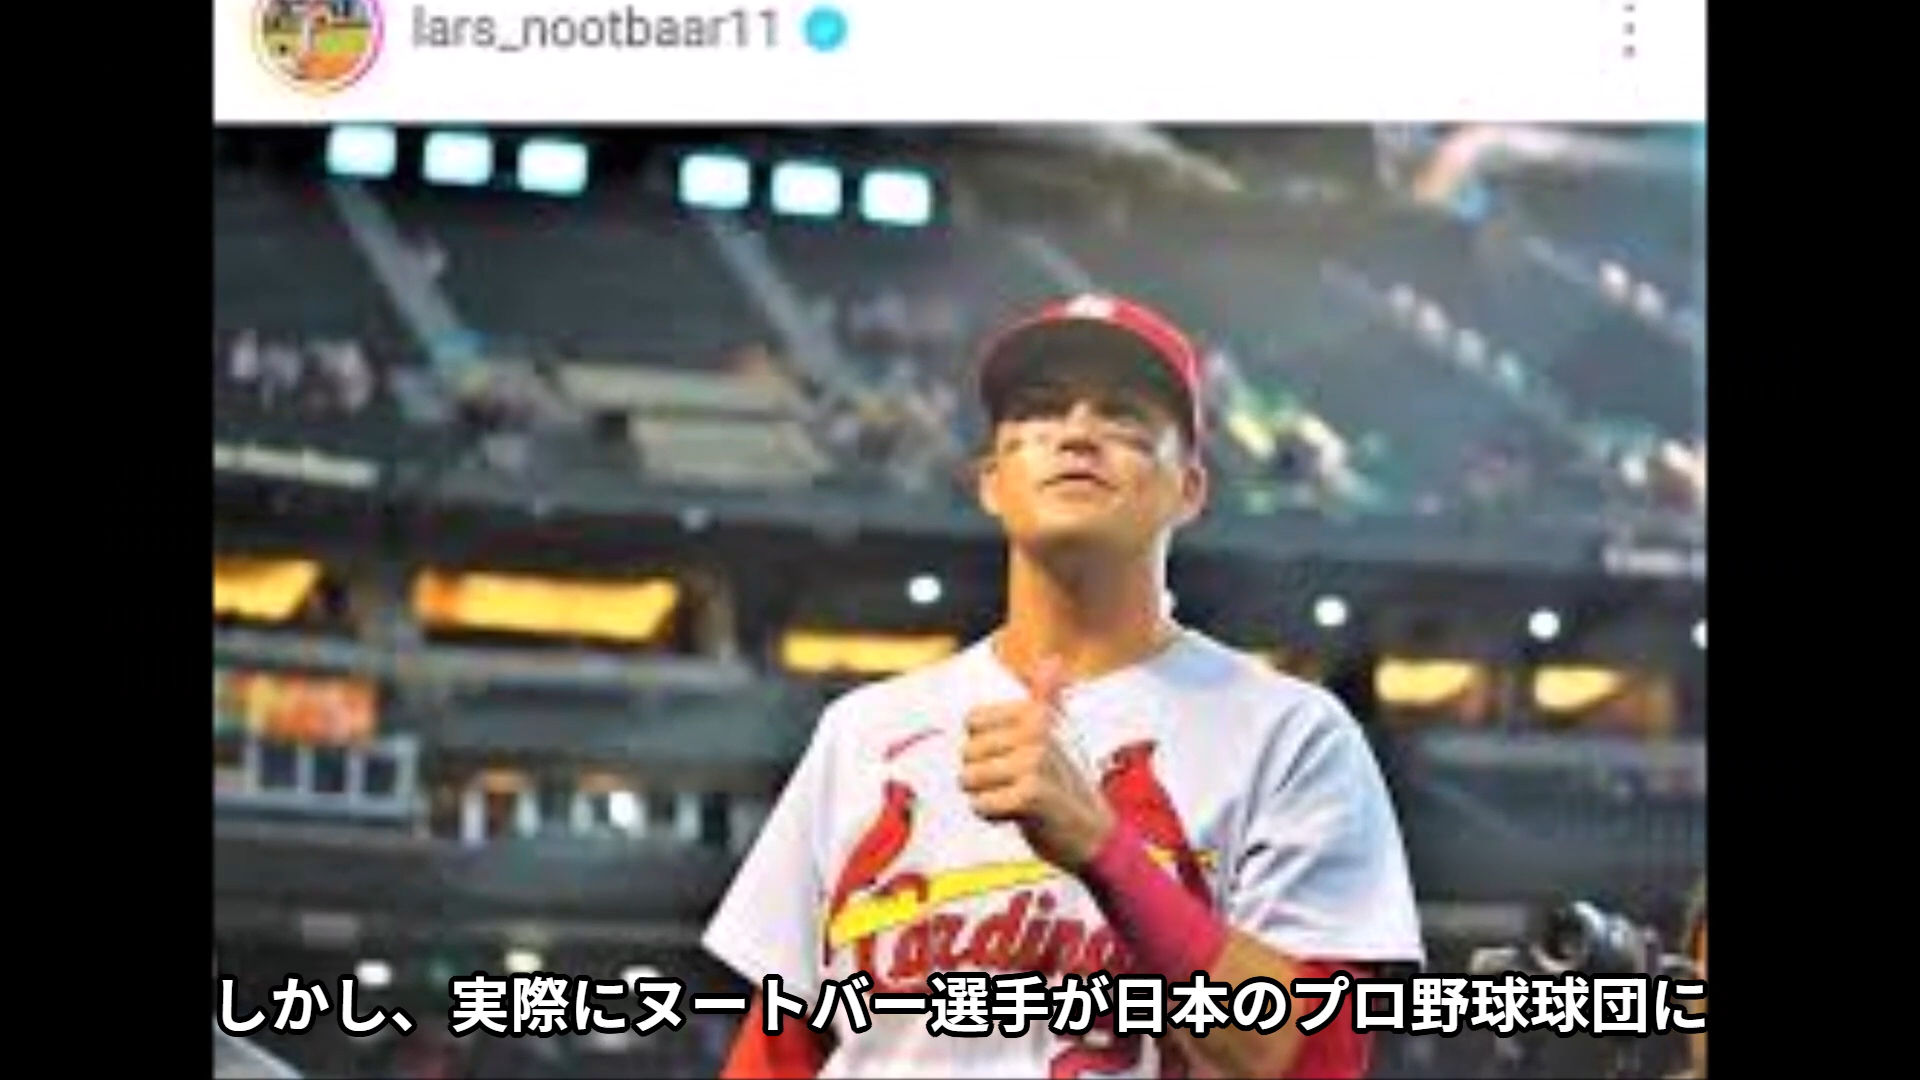 lars_nootbaar11
Cardina
しかし、実際にヌートバー選手が日本のプロ野球球団に